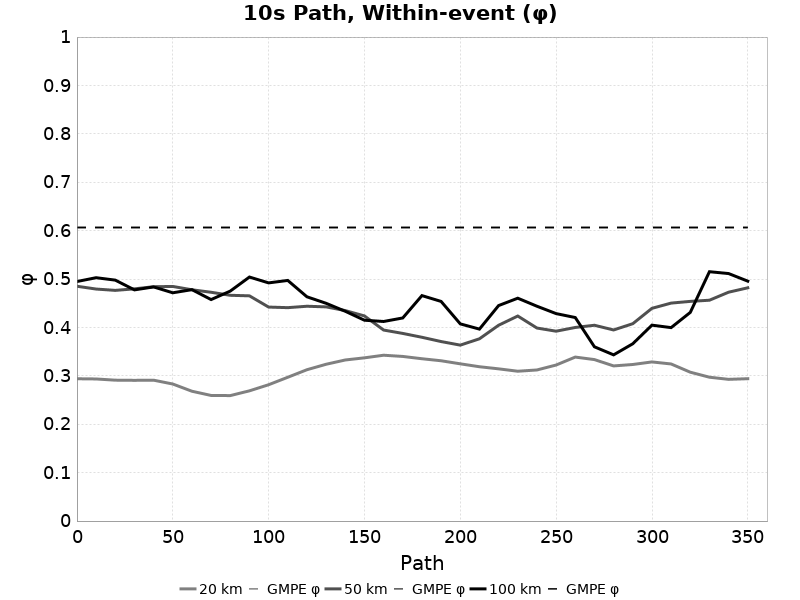 10s Path, Within-event (φ)
1
0.9
0.8
0.7
0.6
0.5
0.4
0.3
0.2
0.1
0
φ
0 50 100 150 200 250 300 350
Path
20 km GMPE φ 50 km GMPE φ 100 km GMPE φ